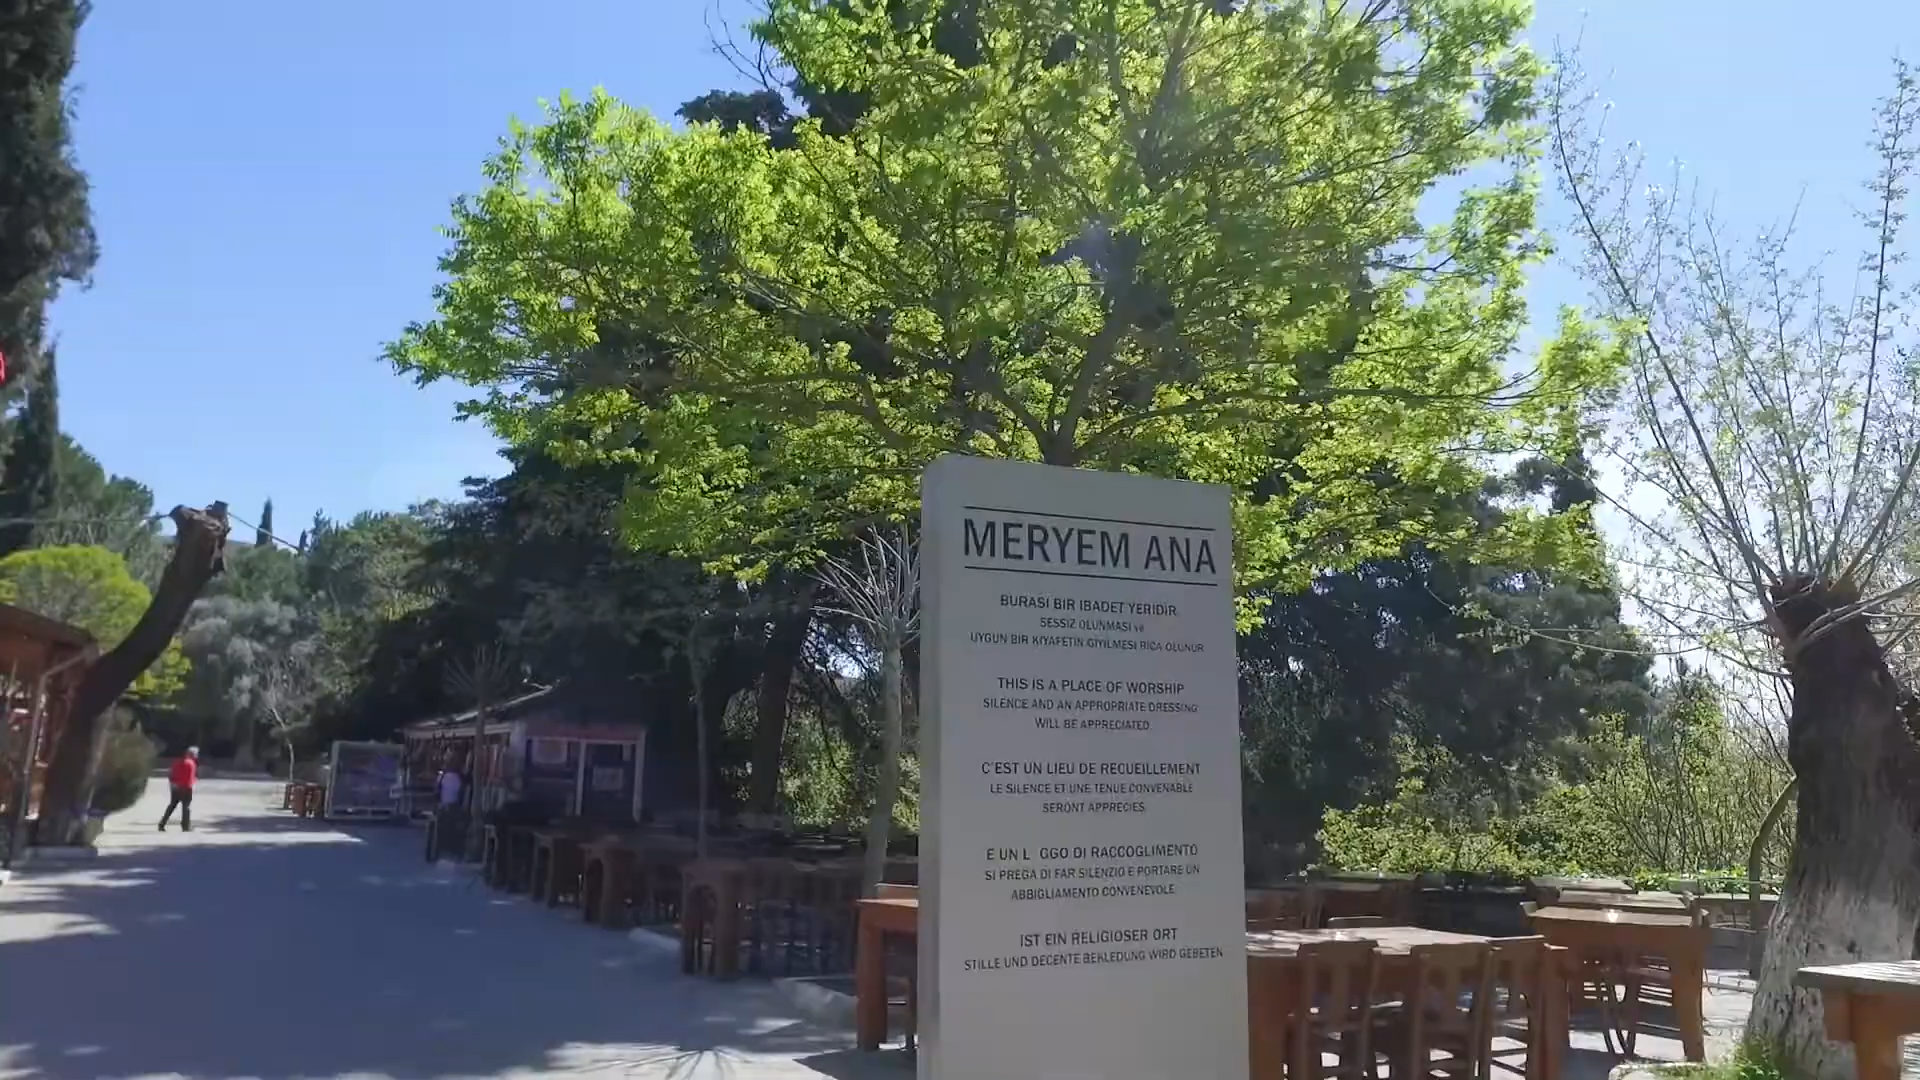 MERYEM ANA
BURASI BIR IBADET YERIDIR
SESSIZ OLUNMASI ve
UYGUN BIR KIYAFETIN GIYILMESI RICA OLUNUR
THIS IS A PLACE OF WORSHIP
SILENCE AND AN APPROPRIATE DRESSING
WILL BE APPRECIATED
C'EST UN LIEU DE RECUEILLEMENT
LE SILENCE ET UNE TENUE CONVENABLE
SERONT APPRECIES
E UN L GGO DI RACCOGLIMENTO
SI PREGA DI FAR SILENZIO E PORTARE UN
ABBIGLIAMENTO CONVENEVOLE
IST EIN RELIGIOSER ORT
STILLE UND DECENTE BEKLEDUNG WIRD GEBETEN